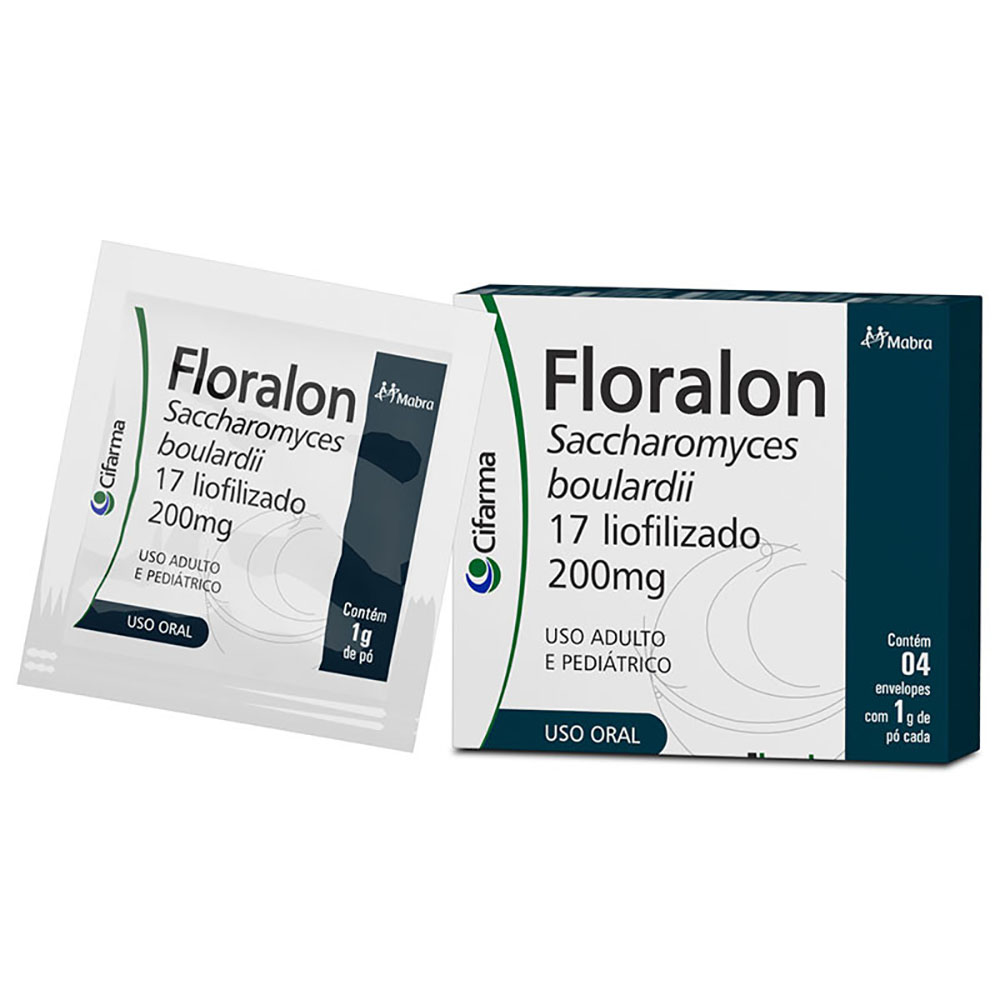 Floralon
Saccharomyces
boulardii
17 liofilizado
200mg
USO ADULTO
E PEDIÁTRICO
USO ORAL
Cifarma
Mabra
Contém
1g
de pó
Floralon
Saccharomyces
boulardii
17 liofilizado
200mg
USO ADULTO
E PEDIÁTRICO
USO ORAL
Cifarma
Mabra
Contém
04
envelopes
com 1g de
pó cada